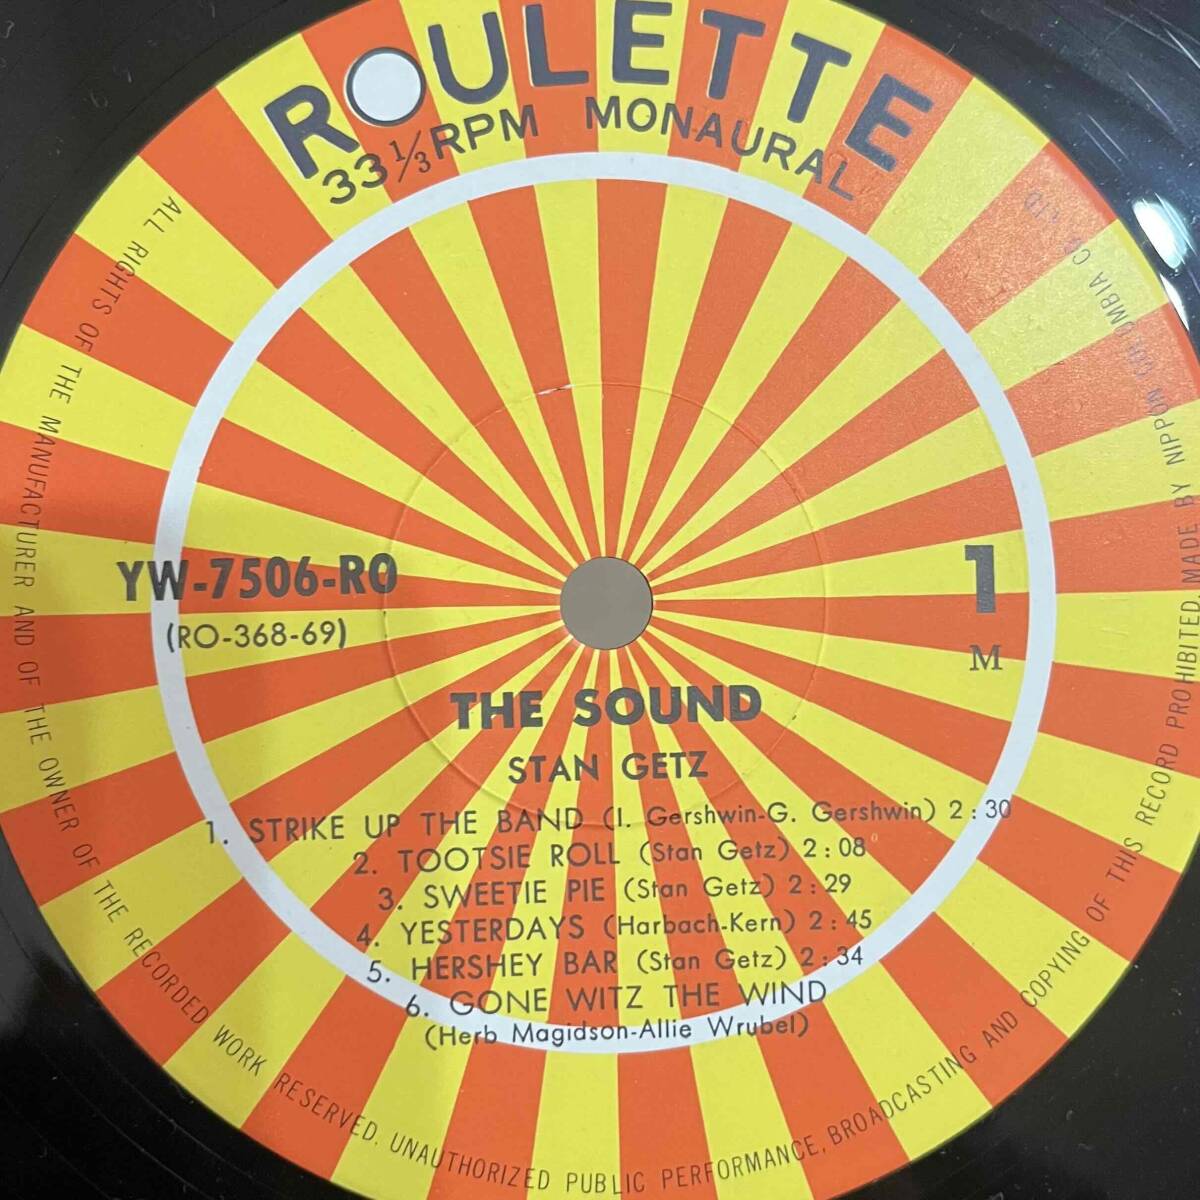 ROULETTE
33 1/3 RPM MONAURAL
YW-7506-RO
(RO-368-69)
1
M
THE SOUND
STAN GETZ
1. STRIKE UP THE BAND (I. Gershwin-G. Gershwin) 2:30
2. TOOTSIE ROLL (Stan Getz) 2:08
3. SWEETIE PIE (Stan Getz) 2:29
4. YESTERDAYS (Harbach-Kern) 2:45
5. HERSHEY BAR (Stan Getz) 2:34
6. GONE WITZ THE WIND
(Herb Magidson-Allie Wrubel)
ALL RIGHTS OF THE MANUFACTURER AND OF THE OWNER OF THE RECORDED WORK RESERVED. UNAUTHORIZED PUBLIC PERFORMANCE, BROADCASTING AND COPYING OF THIS RECORD PROHIBITED. MADE BY NIPPON COLUMBIA CO., LTD